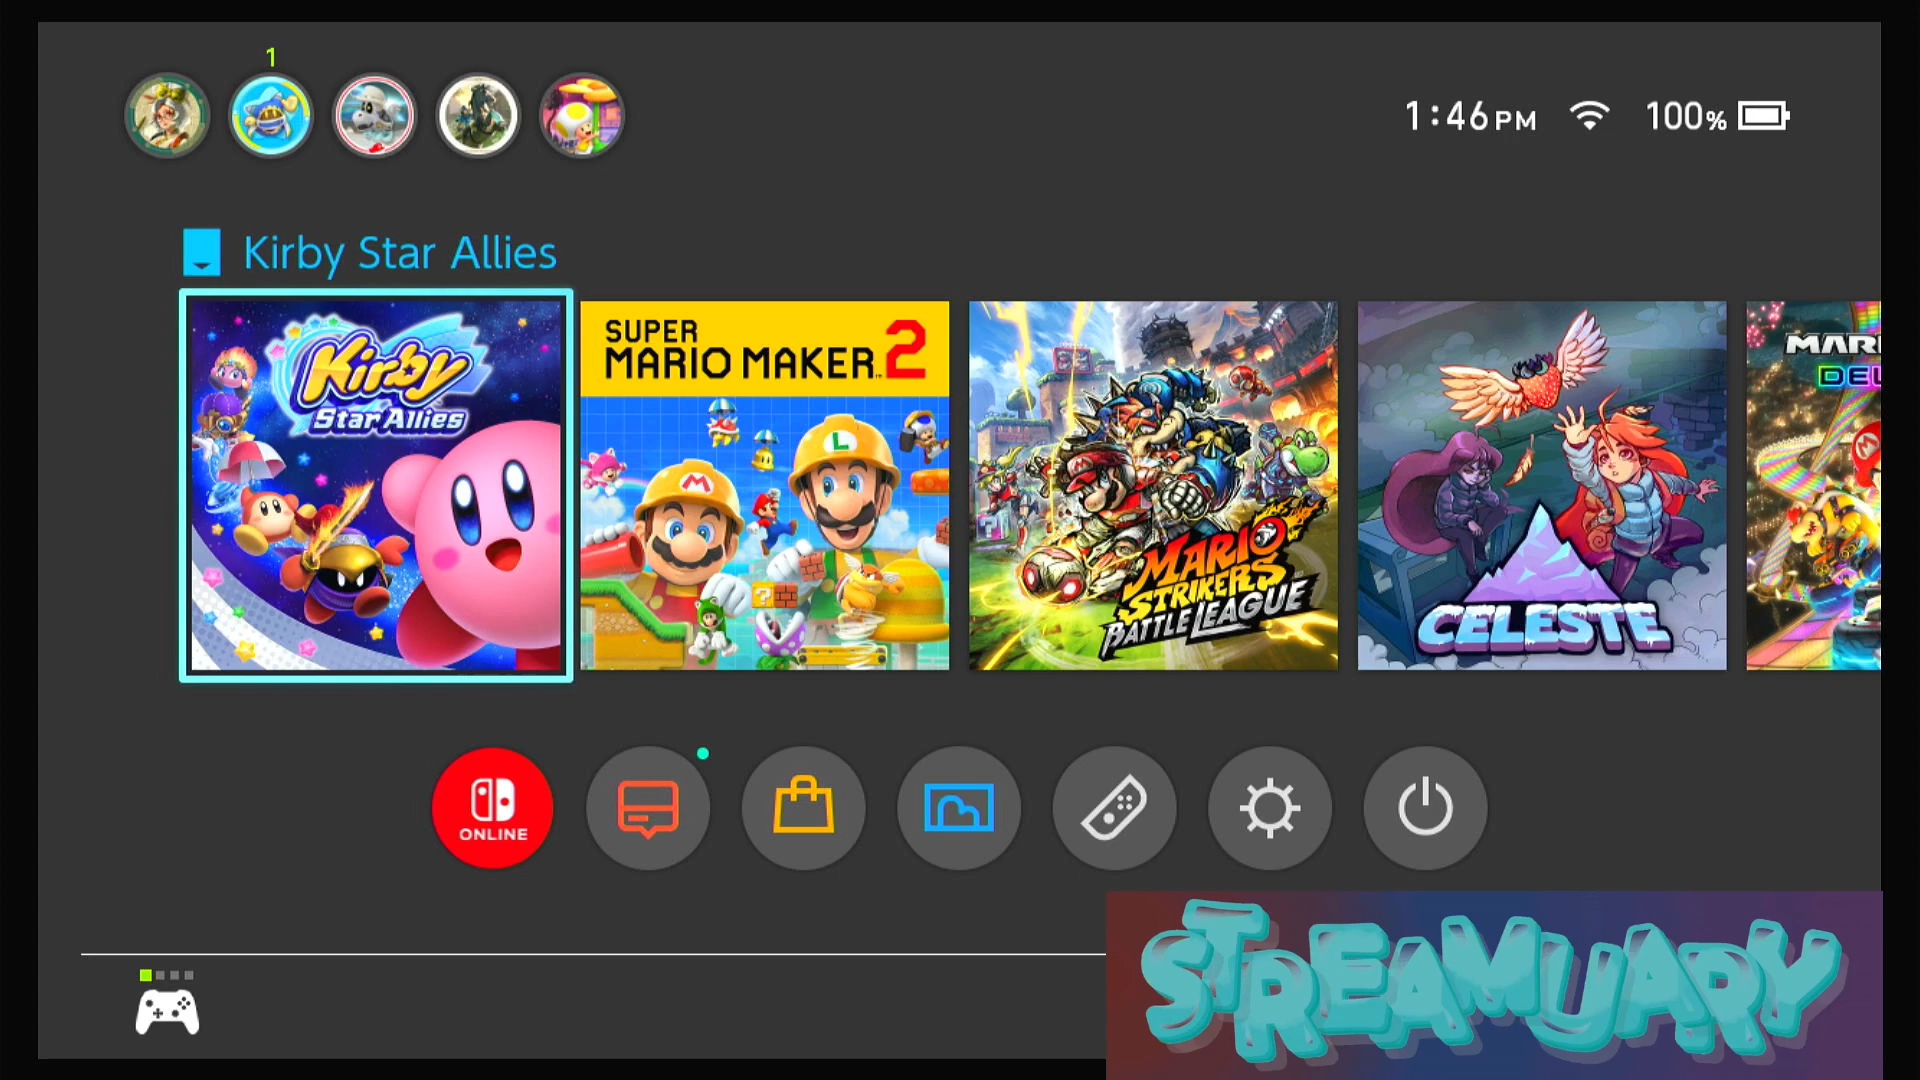 1
1:46 PM
100%
Kirby Star Allies
Kirby
Star Allies
SUPER
MARIO MAKER™ 2
MARIO
STRIKERS
BATTLE LEAGUE
CELESTE
ONLINE
STREAMUARY